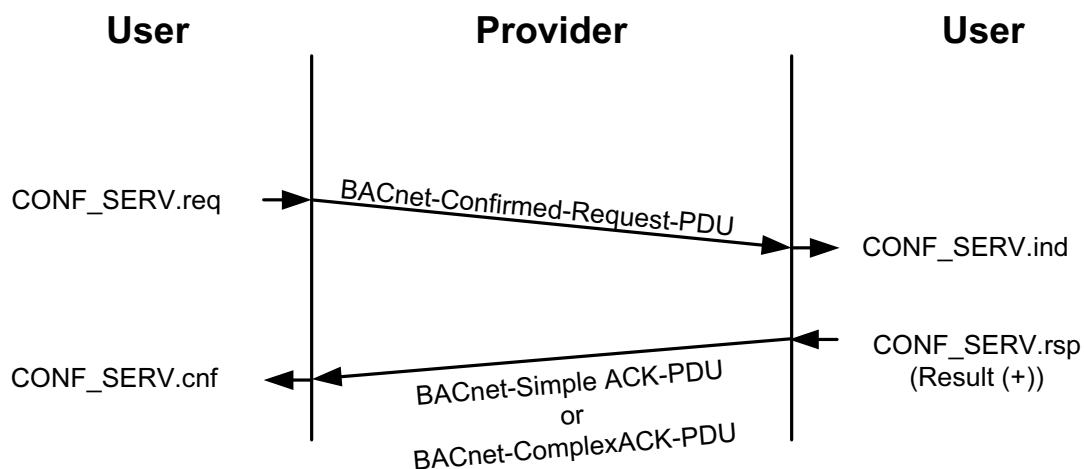 User
Provider
User
CONF_SERV.req
BACnet-Confirmed-Request-PDU
CONF_SERV.ind
CONF_SERV.rsp
(Result (+))
CONF_SERV.cnf
BACnet-Simple ACK-PDU
or
BACnet-ComplexACK-PDU